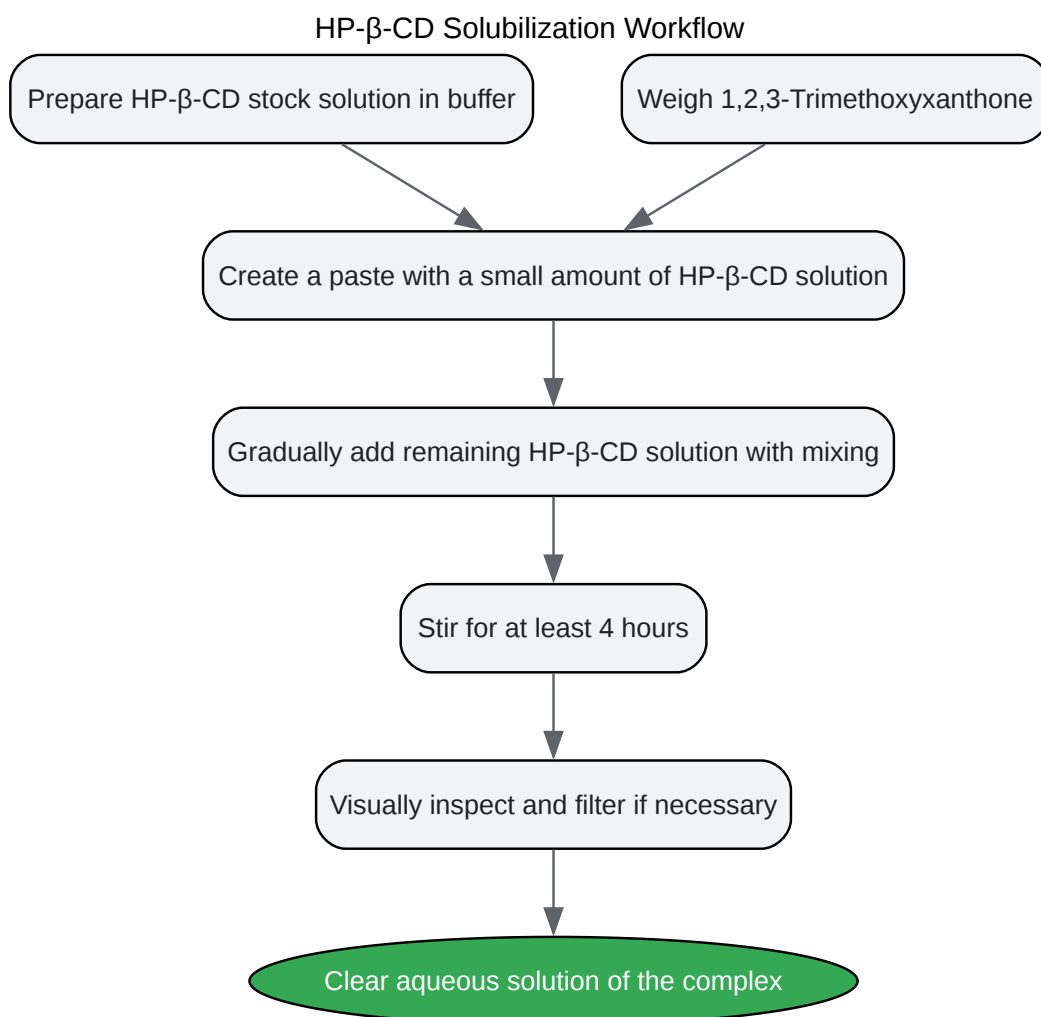 HP-β-CD Solubilization Workflow
Prepare HP-β-CD stock solution in buffer
Weigh 1,2,3-Trimethoxyxanthone
Create a paste with a small amount of HP-β-CD solution
Gradually add remaining HP-β-CD solution with mixing
Stir for at least 4 hours
Visually inspect and filter if necessary
Clear aqueous solution of the complex